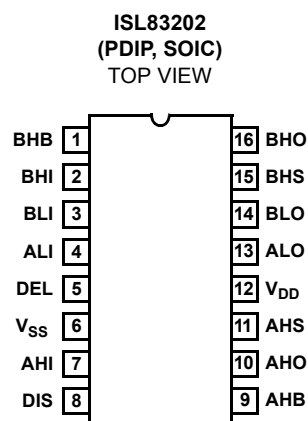 ISL83202
(PDIP, SOIC)
TOP VIEW
BHB 1 16 BHO
BHI 2 15 BHS
BLI 3 14 BLO
ALI 4 13 ALO
DEL 5 12 VDD
VSS 6 11 AHS
AHI 7 10 AHO
DIS 8 9 AHB